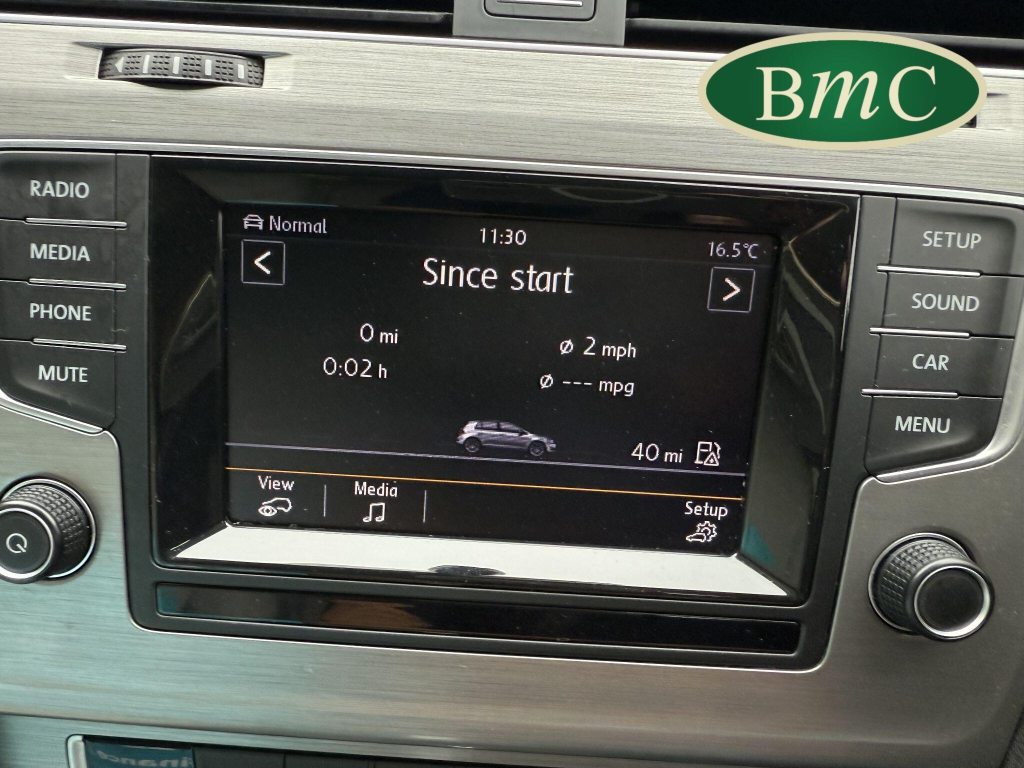 BmC
RADIO
MEDIA
PHONE
MUTE
Normal
11:30
16.5°C
<
Since start
>
0 mi
ø 2 mph
0:02 h
ø --- mpg
40 mi
View
Media
Setup
SETUP
SOUND
CAR
MENU